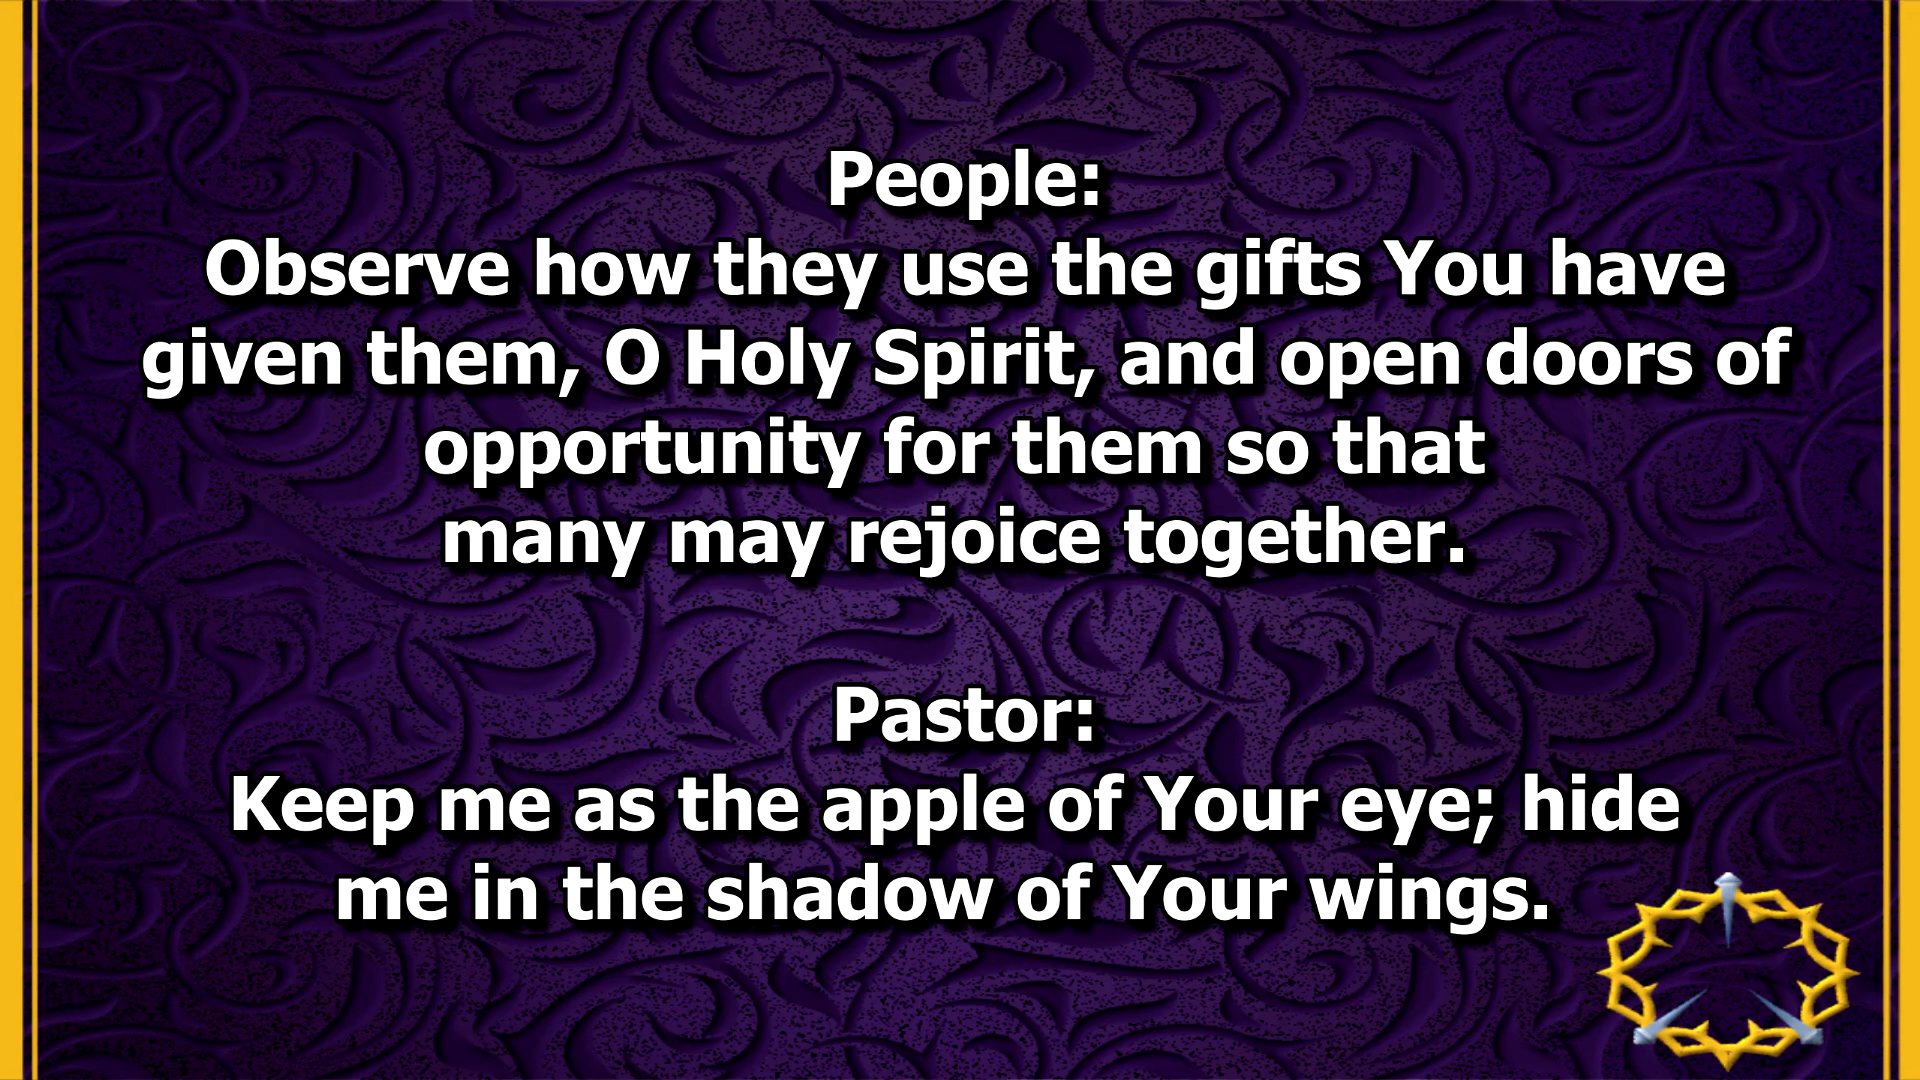 People:
Observe how they use the gifts You have
given them, O Holy Spirit, and open doors of
opportunity for them so that
many may rejoice together.
Pastor:
Keep me as the apple of Your eye; hide
me in the shadow of Your wings.